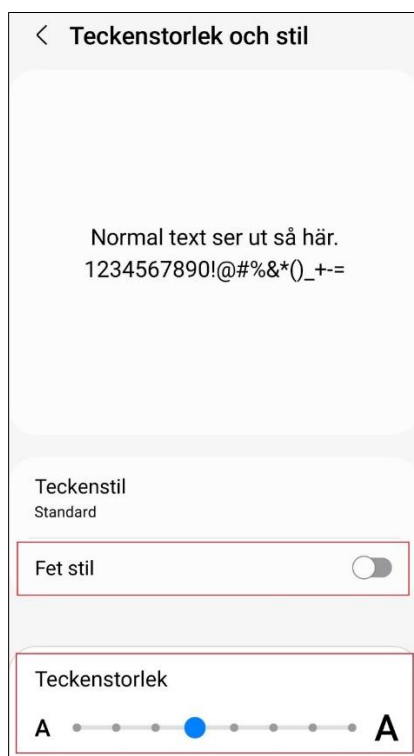 Teckenstorlek och stil
Normal text ser ut så här.
1234567890!@#%&*()_+-=
Teckenstil
Standard
Fet stil
Teckenstorlek
A A